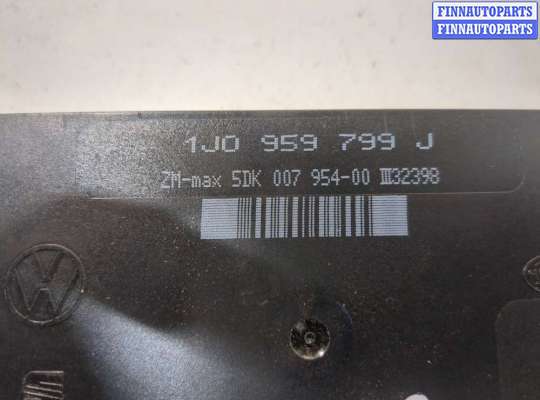 FINNAUTOPARTS
FINNAUTOPARTS
1J0 959 799 J
ZM-max 5DK 007 954-00 III32398